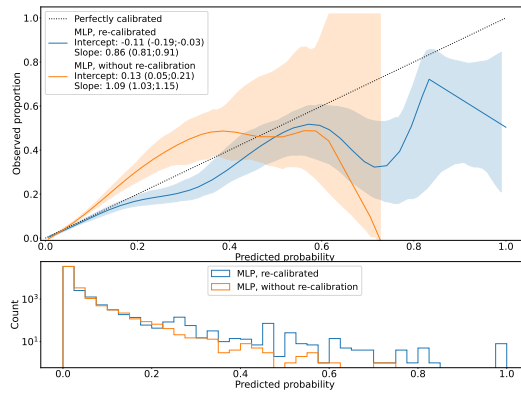 Perfectly calibrated
MLP, re-calibrated
Intercept: -0.11 (-0.19;-0.03)
Slope: 0.86 (0.81;0.91)
MLP, without re-calibration
Intercept: 0.13 (0.05;0.21)
Slope: 1.09 (1.03;1.15)
Observed proportion
1.0
0.8
0.6
0.4
0.2
0.0
0.0
0.2
0.4
0.6
0.8
1.0
Predicted probability
MLP, re-calibrated
MLP, without re-calibration
Count
10³
10¹
0.0
0.2
0.4
0.6
0.8
1.0
Predicted probability